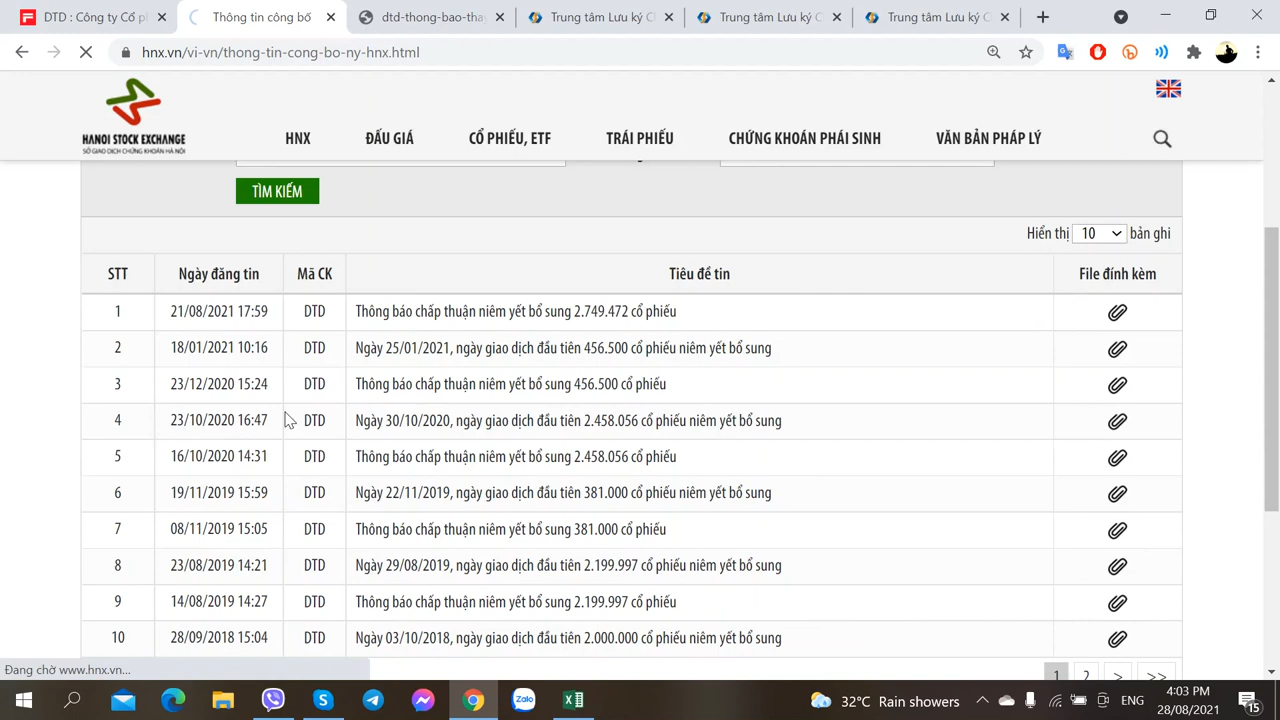 DTD : Công ty Cổ p
Thông tin công bố
dtd-thong-bao-tha
Trung tâm Lưu ký C
Trung tâm Lưu ký C
Trung tâm Lưu ký C
hnx.vn/vi-vn/thong-tin-cong-bo-ny-hnx.html
HANOI STOCK EXCHANGE
SỞ GIAO DỊCH CHỨNG KHOÁN HÀ NỘI
HNX ĐẤU GIÁ CỔ PHIẾU, ETF TRÁI PHIẾU CHỨNG KHOÁN PHÁI SINH VĂN BẢN PHÁP LÝ
TÌM KIẾM
Hiển thị 10 bản ghi
STT Ngày đăng tin Mã CK Tiêu đề tin File đính kèm
1 21/08/2021 17:59 DTD Thông báo chấp thuận niêm yết bổ sung 2.749.472 cổ phiếu
2 18/01/2021 10:16 DTD Ngày 25/01/2021, ngày giao dịch đầu tiên 456.500 cổ phiếu niêm yết bổ sung
3 23/12/2020 15:24 DTD Thông báo chấp thuận niêm yết bổ sung 456.500 cổ phiếu
4 23/10/2020 16:47 DTD Ngày 30/10/2020, ngày giao dịch đầu tiên 2.458.056 cổ phiếu niêm yết bổ sung
5 16/10/2020 14:31 DTD Thông báo chấp thuận niêm yết bổ sung 2.458.056 cổ phiếu
6 19/11/2019 15:59 DTD Ngày 22/11/2019, ngày giao dịch đầu tiên 381.000 cổ phiếu niêm yết bổ sung
7 08/11/2019 15:05 DTD Thông báo chấp thuận niêm yết bổ sung 381.000 cổ phiếu
8 23/08/2019 14:21 DTD Ngày 29/08/2019, ngày giao dịch đầu tiên 2.199.997 cổ phiếu niêm yết bổ sung
9 14/08/2019 14:27 DTD Thông báo chấp thuận niêm yết bổ sung 2.199.997 cổ phiếu
10 28/09/2018 15:04 DTD Ngày 03/10/2018, ngày giao dịch đầu tiên 2.000.000 cổ phiếu niêm yết bổ sung
Đang chờ www.hnx.vn...
1 2 > >>
Zalo
32°C Rain showers
ENG
4:03 PM
28/08/2021
15